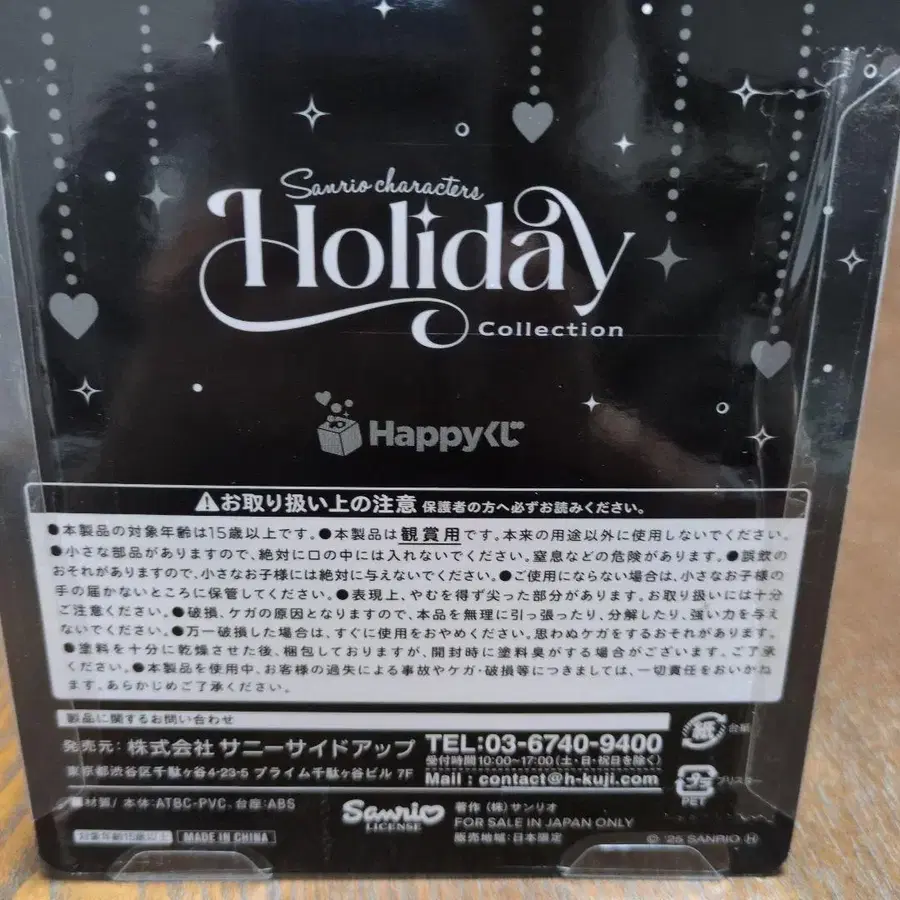 Sanrio characters
Holiday
Collection
Happyくじ
⚠お取り扱い上の注意 保護者の方へ必ずお読みください。
●本製品の対象年齢は15歳以上です。●本製品は観賞用です。本来の用途以外に使用しないでください。
●小さな部品がありますので、絶対に口の中には入れないでください。窒息などの危険があります。●誤飲の
おそれがありますので、小さなお子様には絶対に与えないでください。●ご使用にならない場合は、小さなお子様の
手の届かないところに保管してください。●表現上、やむを得ず尖った部分があります。お取り扱いには十分
ご注意ください。●破損、ケガの原因となりますので、本品を無理に引っ張ったり、分解したり、強い力を与え
ないでください。●万一破損した場合は、すぐに使用をおやめください。思わぬケガをするおそれがあります。
●塗料を十分に乾燥させた後、梱包しておりますが、開封時に塗料臭がする場合がございます。ご了承
ください。●本製品を使用中、お客様の過失による事故やケガ・破損等につきましては、一切責任をおいかね
ます。あらかじめご了承ください。
製品に関するお問い合わせ
発売元：株式会社 サニーサイドアップ
東京都渋谷区千駄ヶ谷4-23-5 プライム千駄ヶ谷ビル 7F
TEL:03-6740-9400
受付時間10:00~17:00(土・日・祝日を除く)
Mail : contact@h-kuji.com
紙
台紙
プラ
PET
ブリスター
■材質/ 本体:ATBC-PVC、台座:ABS
対象年齢15歳以上
MADE IN CHINA
Sanrio
LICENSE
著作（株）サンリオ
FOR SALE IN JAPAN ONLY
販売地域:日本限定
© '25 SANRIO Ⓗ